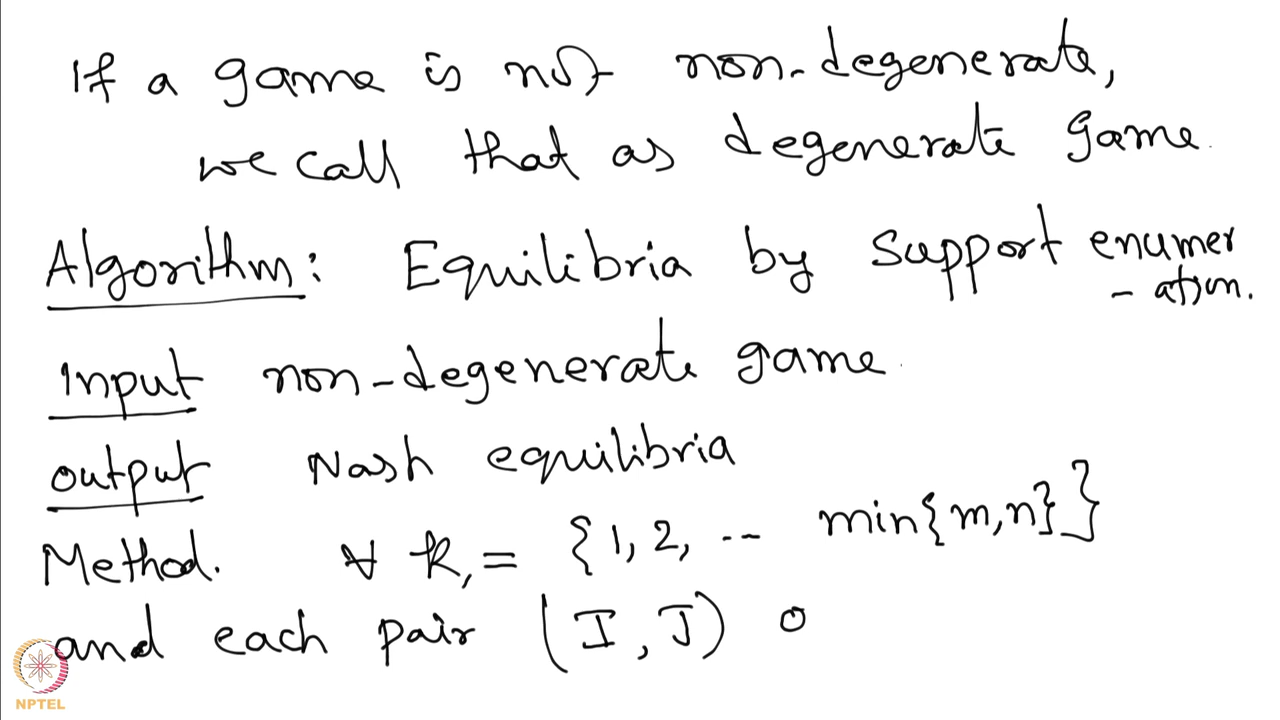 If a game is not non-degenerate,
we call that as degenerate game.
Algorithm: Equilibria by support enumer
- ation.
Input non-degenerate game.
output Nash equilibria
Method. ∀ k, = {1, 2, -- min{m,n}}
and each pair (I, J) o
NPTEL